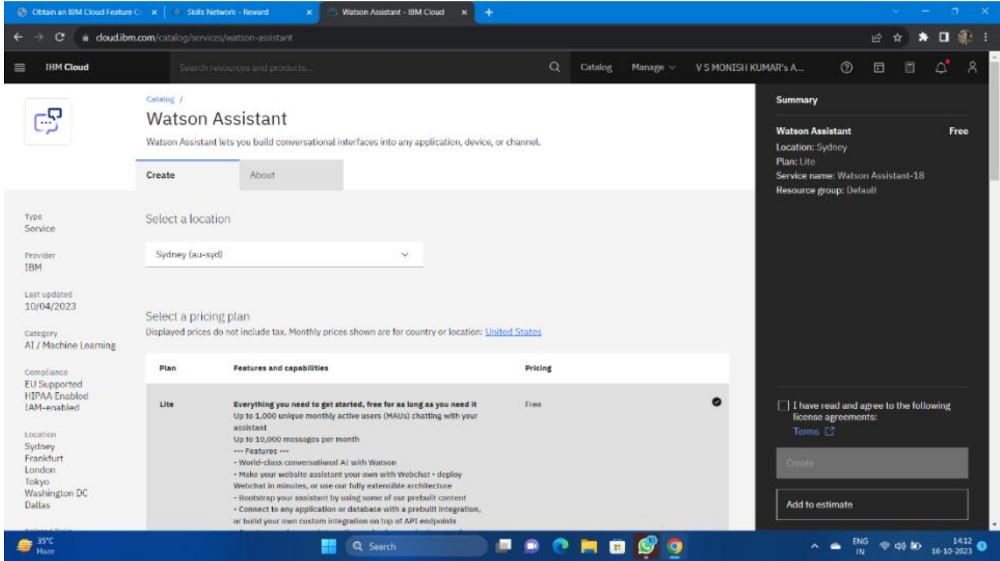 Obtain an IBM Cloud Feature C
Skills Network - Reward
Watson Assistant - IBM Cloud
cloud.ibm.com/catalog/services/watson-assistant
IBM Cloud
Search resources and products...
Catalog
Manage
V S MONISH KUMAR's A...
Catalog /
Watson Assistant
Watson Assistant lets you build conversational interfaces into any application, device, or channel.
Create
About
Type
Service
Provider
IBM
Last updated
10/04/2023
Category
AI / Machine Learning
Compliance
EU Supported
HIPAA Enabled
IAM-enabled
Location
Sydney
Frankfurt
London
Tokyo
Washington DC
Dallas
Related links
Select a location
Sydney (au-syd)
Select a pricing plan
Displayed prices do not include tax. Monthly prices shown are for country or location: United States
Plan
Features and capabilities
Pricing
Lite
Everything you need to get started, free for as long as you need it
Free
Up to 1,000 unique monthly active users (MAUs) chatting with your
assistant
Up to 10,000 messages per month
--- Features ---
- World-class conversational AI with Watson
- Make your website assistant your own with Webchat - deploy
Webchat in minutes, or use our fully extensible architecture
- Bootstrap your assistant by using some of our prebuilt content
- Connect to any application or database with a prebuilt integration,
or build your own custom integration on top of API endpoints
Summary
Watson Assistant
Free
Location: Sydney
Plan: Lite
Service name: Watson Assistant-18
Resource group: Default
I have read and agree to the following
license agreements:
Terms
Create
Add to estimate
35°C
Haze
Search
ENG
IN
14:12
16-10-2023